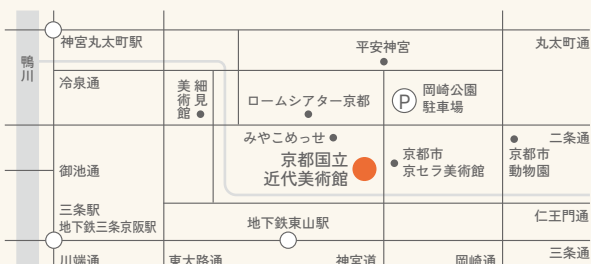 神宮丸太町駅
平安神宮
丸太町通
鴨川
冷泉通
細見
美術館
ロームシアター京都
P
岡崎公園
駐車場
みやこめっせ
二条通
京都国立
近代美術館
京都市
京セラ美術館
京都市
動物園
御池通
三条駅
地下鉄三条京阪駅
地下鉄東山駅
仁王門通
川端通
東大路通
神宮道
岡崎通
三条通